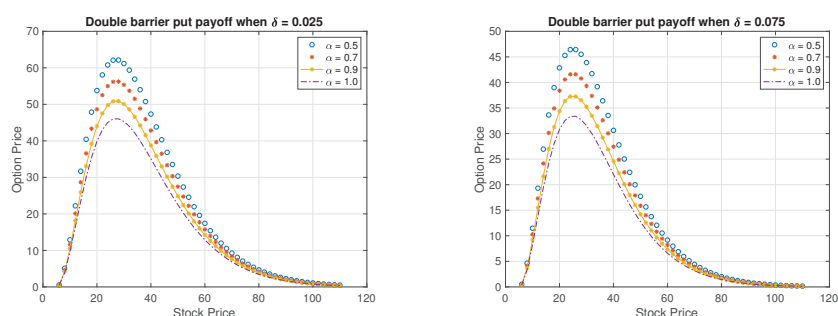 Double barrier put payoff when δ = 0.025
70
60
50
40
30
20
10
0
Option Price
0 20 40 60 80 100 120
Stock Price
α = 0.5
α = 0.7
α = 0.9
α = 1.0
Double barrier put payoff when δ = 0.075
50
45
40
35
30
25
20
15
10
5
0
Option Price
0 20 40 60 80 100 120
Stock Price
α = 0.5
α = 0.7
α = 0.9
α = 1.0